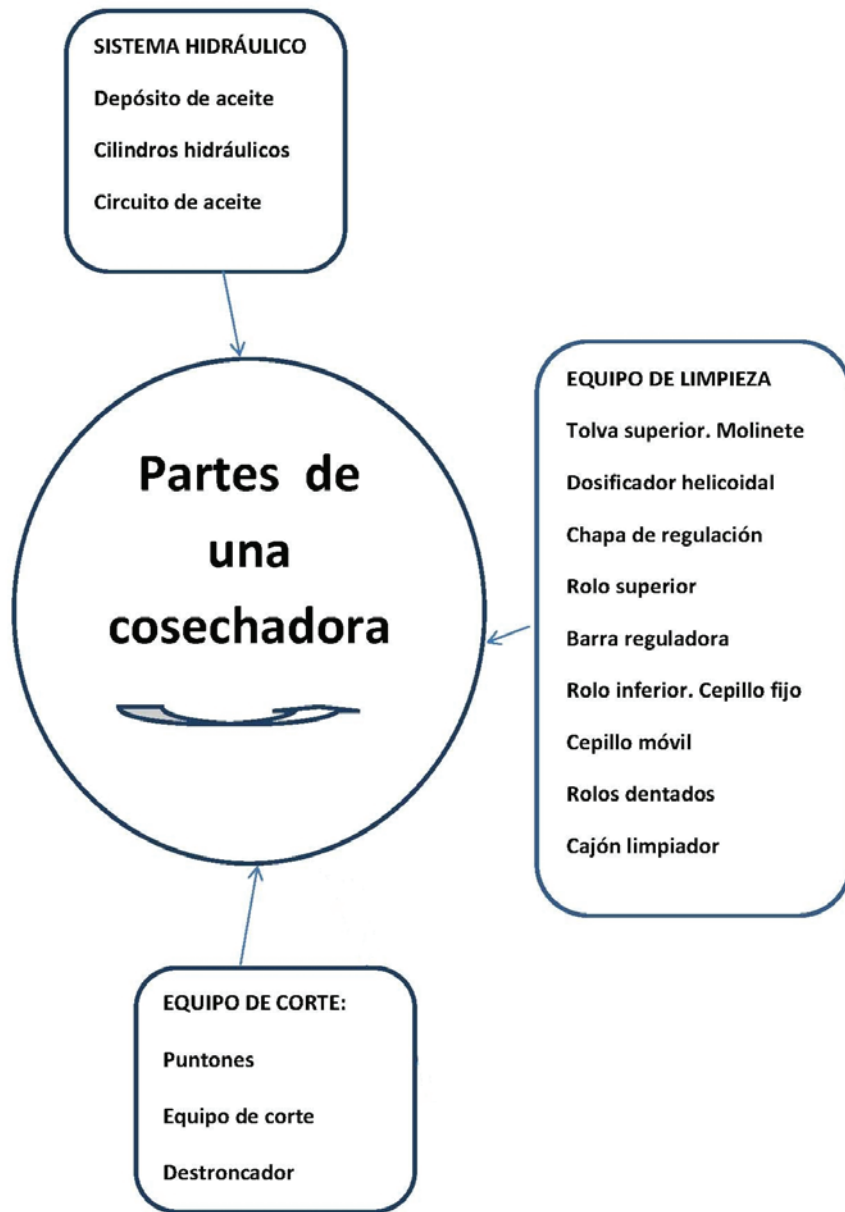 SISTEMA HIDRÁULICO
Depósito de aceite
Cilindros hidráulicos
Circuito de aceite
Partes de
una
cosechadora
EQUIPO DE LIMPIEZA
Tolva superior. Molinete
Dosificador helicoidal
Chapa de regulación
Rolo superior
Barra reguladora
Rolo inferior. Cepillo fijo
Cepillo móvil
Rolos dentados
Cajón limpiador
EQUIPO DE CORTE:
Puntones
Equipo de corte
Destroncador